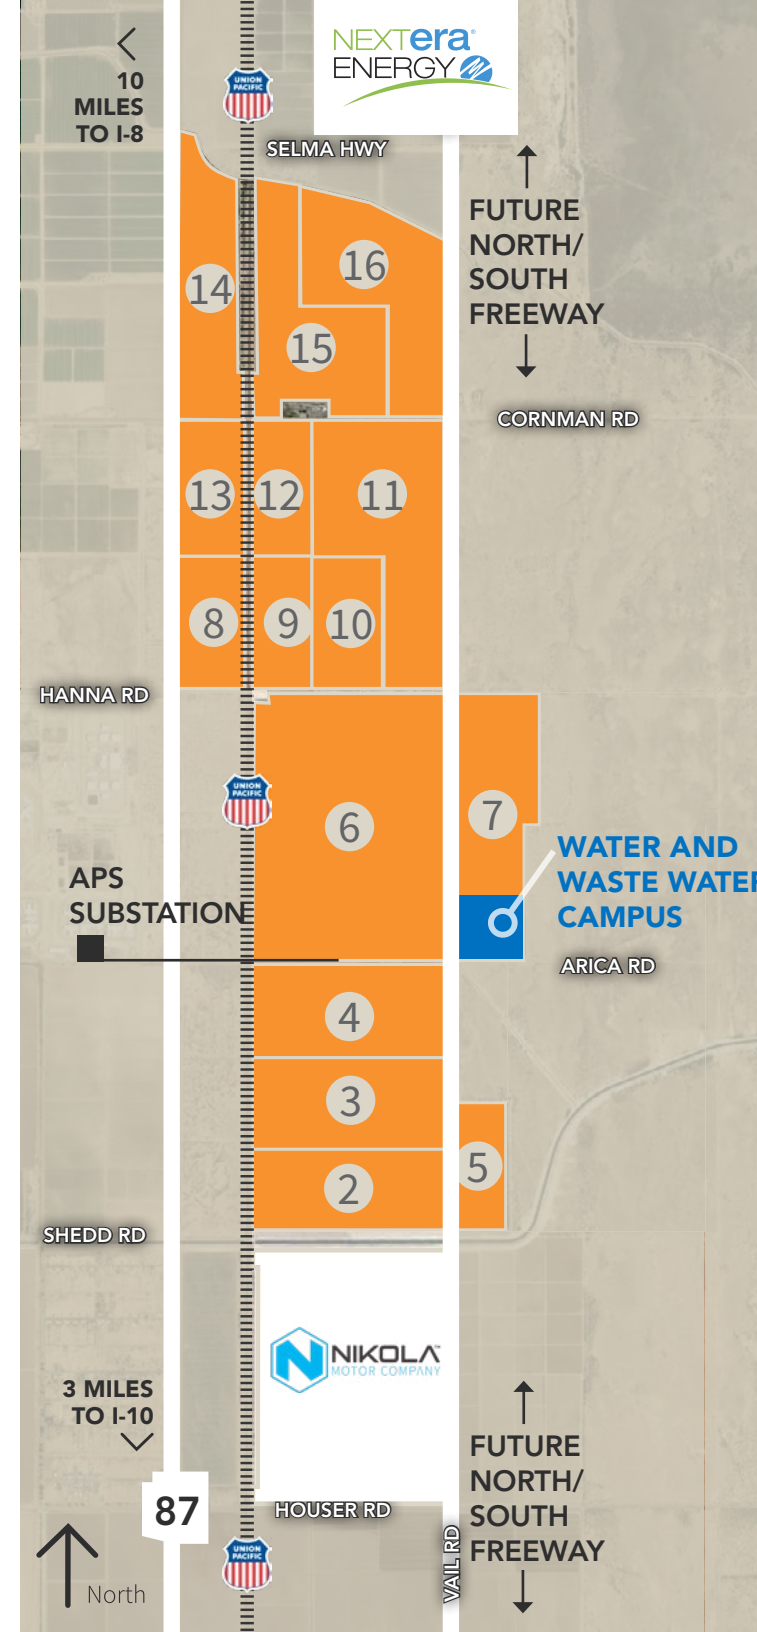 NEXTera®
ENERGY
10
MILES
TO I-8
UNION
PACIFIC
SELMA HWY
FUTURE
NORTH/
SOUTH
FREEWAY
16
14
15
CORNMAN RD
13
12
11
8
9
10
HANNA RD
UNION
PACIFIC
6
7
WATER AND
WASTE WATER
CAMPUS
APS
SUBSTATION
ARICA RD
4
3
5
2
SHEDD RD
NIKOLA™
MOTOR COMPANY
3 MILES
TO I-10
FUTURE
NORTH/
SOUTH
FREEWAY
87
HOUSER RD
VAIL RD
UNION
PACIFIC
North